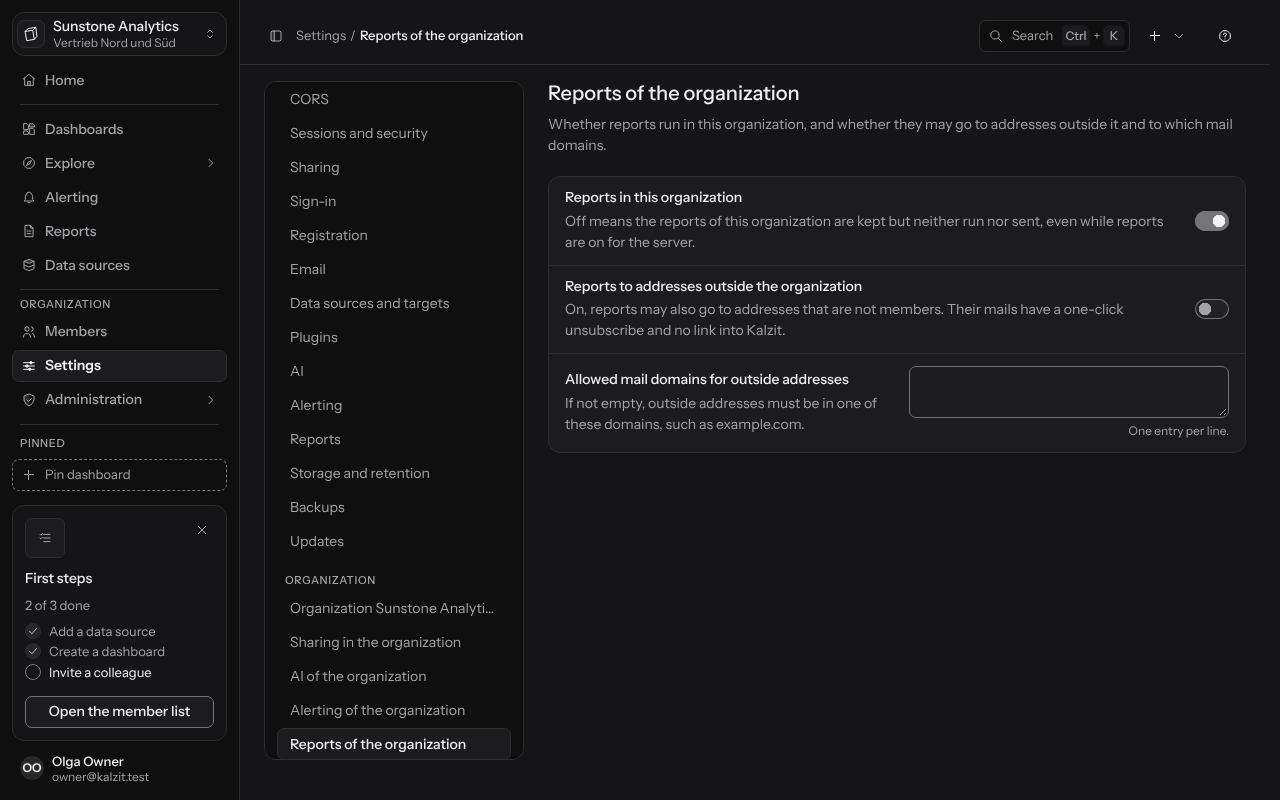 Sunstone Analytics
Vertrieb Nord und Süd
Home
Dashboards
Explore
Alerting
Reports
Data sources
ORGANIZATION
Members
Settings
Administration
PINNED
Pin dashboard
First steps
2 of 3 done
Add a data source
Create a dashboard
Invite a colleague
Open the member list
OO
Olga Owner
owner@kalzit.test
Settings / Reports of the organization
Search Ctrl + K
CORS
Sessions and security
Sharing
Sign-in
Registration
Email
Data sources and targets
Plugins
AI
Alerting
Reports
Storage and retention
Backups
Updates
ORGANIZATION
Organization Sunstone Analyti...
Sharing in the organization
AI of the organization
Alerting of the organization
Reports of the organization
Reports of the organization
Whether reports run in this organization, and whether they may go to addresses outside it and to which mail
domains.
Reports in this organization
Off means the reports of this organization are kept but neither run nor sent, even while reports
are on for the server.
Reports to addresses outside the organization
On, reports may also go to addresses that are not members. Their mails have a one-click
unsubscribe and no link into Kalzit.
Allowed mail domains for outside addresses
If not empty, outside addresses must be in one of
these domains, such as example.com.
One entry per line.